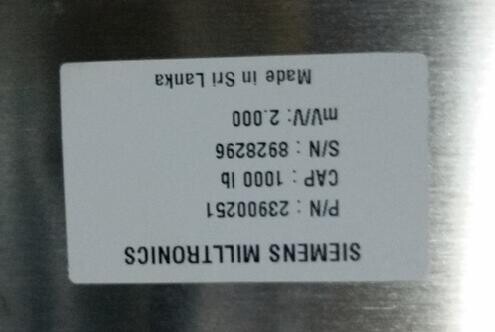 SIEMENS MILLTRONICS
P/N : 23900251
CAP : 1000 lb
S/N : 8928296
mV/V: 2.000
Made in Sri Lanka